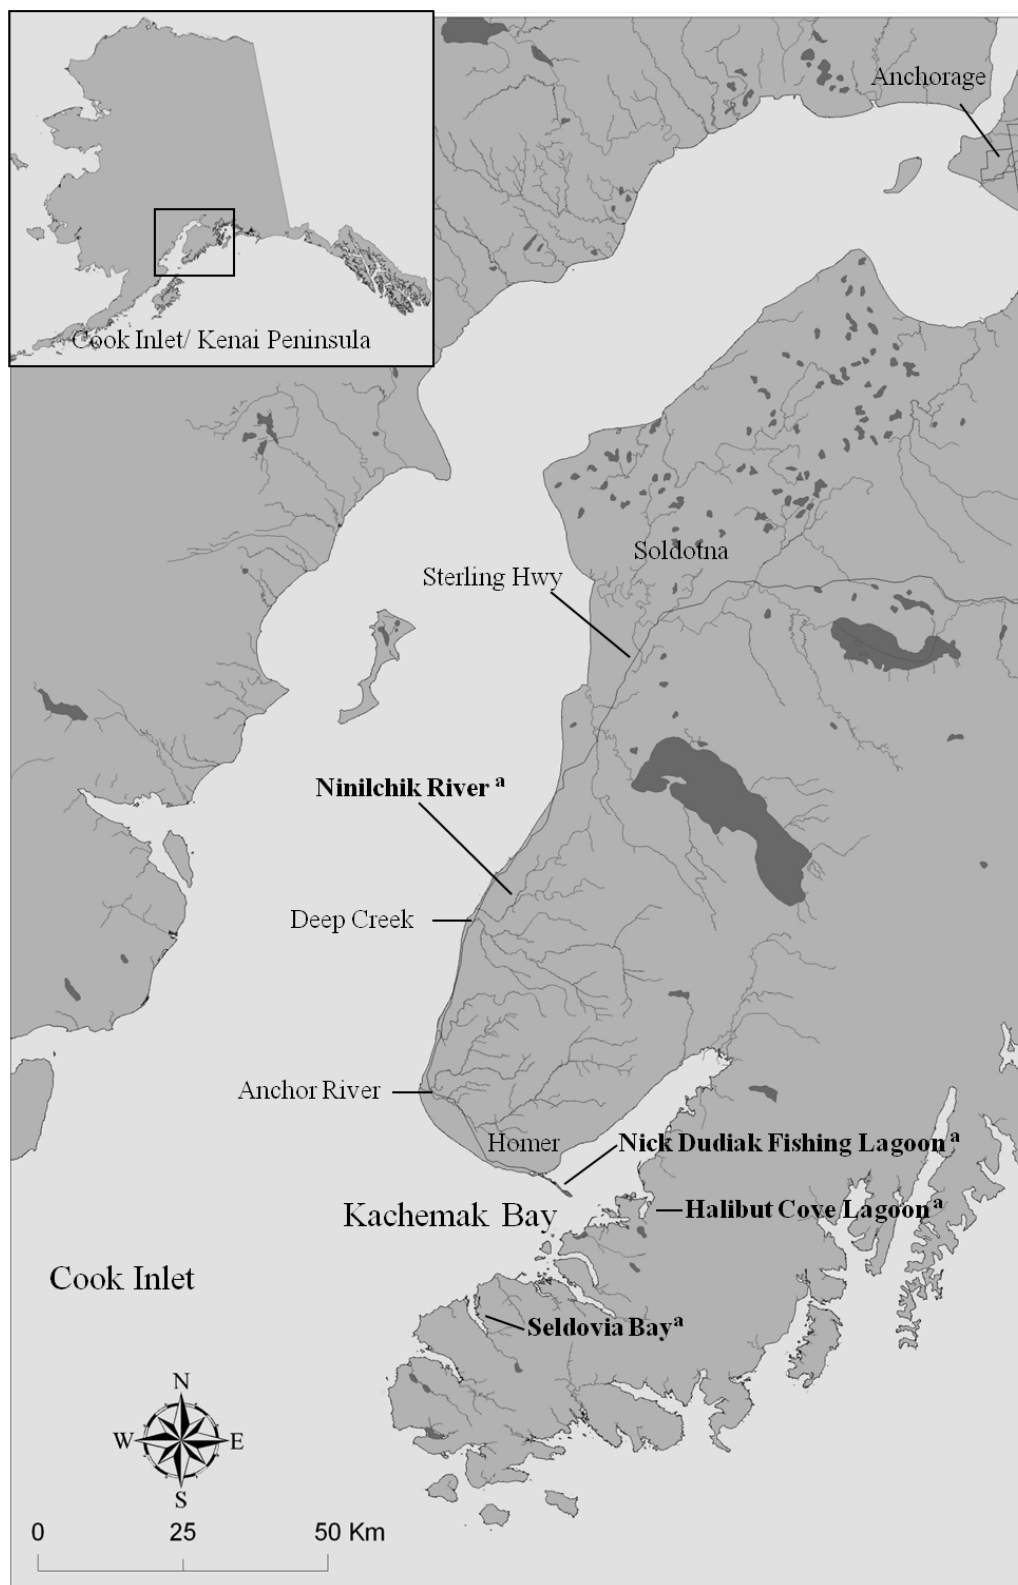 Anchorage
Cook Inlet/ Kenai Peninsula
Soldotna
Sterling Hwy
Ninilchik River a
Deep Creek
Anchor River
Homer
Nick Dudiak Fishing Lagoon a
Kachemak Bay
Halibut Cove Lagoon a
Cook Inlet
Seldovia Bay a
N
W E
S
0 25 50 Km